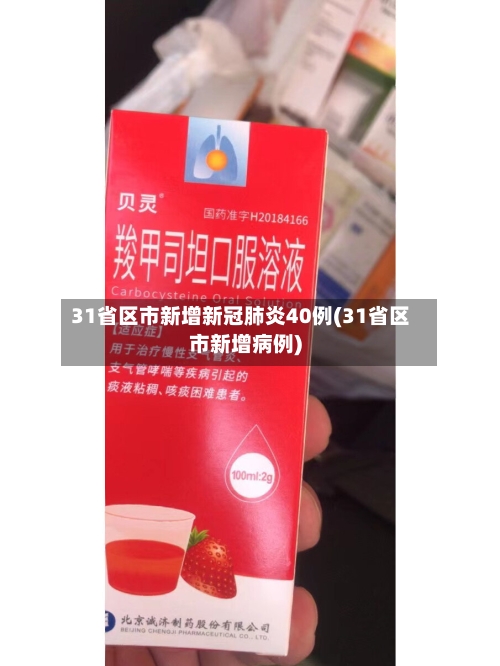 贝灵®
国药准字H20184166
羧甲司坦口服溶液
Carbocysteine Oral Solution
31省区市新增新冠肺炎40例(31省区
市新增病例)
【适应症】
用于治疗慢性支气管炎、
支气管哮喘等疾病引起的
痰液粘稠、咳痰困难患者。
100ml:2g
北京诚济制药股份有限公司
BEIJING CHENGJI PHARMACEUTICAL CO., LTD.